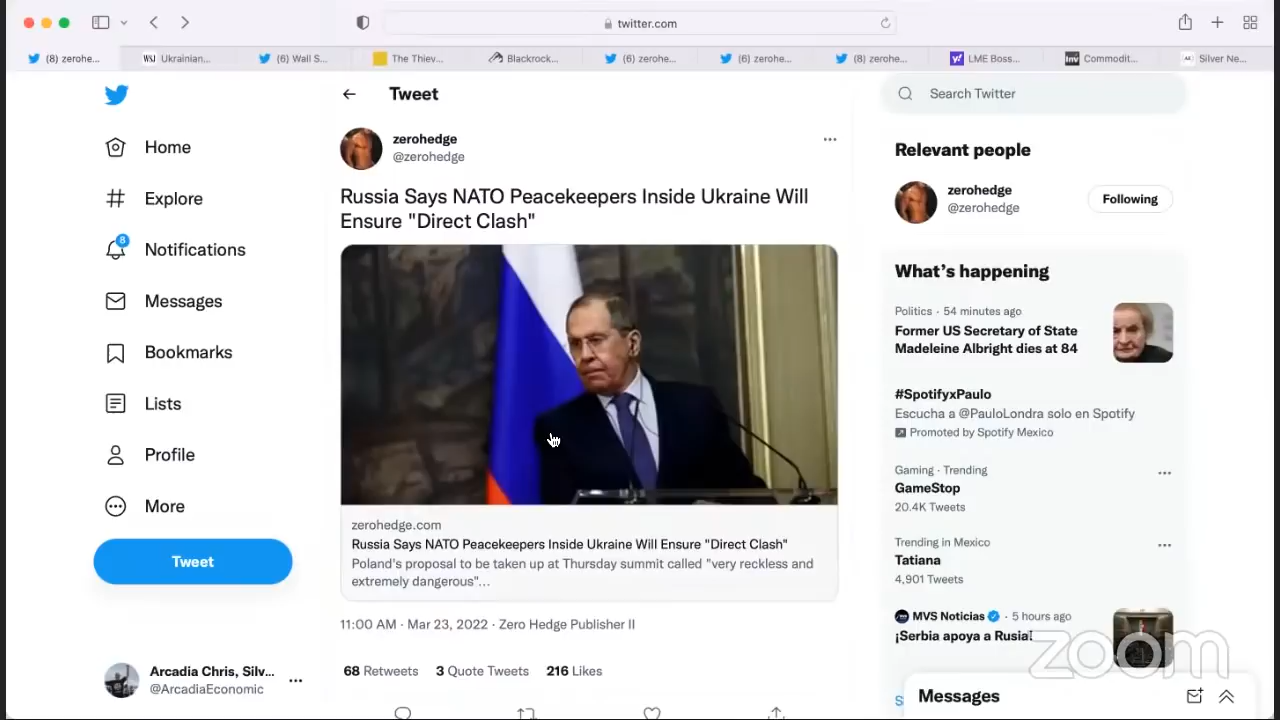 twitter.com
(8) zerohe...
WSJ Ukrainian...
(6) Wall S...
The Thiev...
Blackrock...
(6) zerohe...
(6) zerohe...
(8) zerohe...
LME Boss...
Inv Commodit...
AE Silver Ne...
Home
Explore
8
Notifications
Messages
Bookmarks
Lists
Profile
More
Tweet
Arcadia Chris, Silv...
@ArcadiaEconomic
Tweet
zerohedge
@zerohedge
Russia Says NATO Peacekeepers Inside Ukraine Will
Ensure "Direct Clash"
zerohedge.com
Russia Says NATO Peacekeepers Inside Ukraine Will Ensure "Direct Clash"
Poland's proposal to be taken up at Thursday summit called "very reckless and
extremely dangerous"...
11:00 AM · Mar 23, 2022 · Zero Hedge Publisher II
68 Retweets 3 Quote Tweets 216 Likes
Search Twitter
Relevant people
zerohedge
@zerohedge
Following
What's happening
Politics · 54 minutes ago
Former US Secretary of State
Madeleine Albright dies at 84
#SpotifyxPaulo
Escucha a @PauloLondra solo en Spotify
Promoted by Spotify Mexico
Gaming · Trending
GameStop
20.4K Tweets
Trending in Mexico
Tatiana
4,901 Tweets
MVS Noticias · 5 hours ago
¡Serbia apoya a Rusia!
zoom
Messages